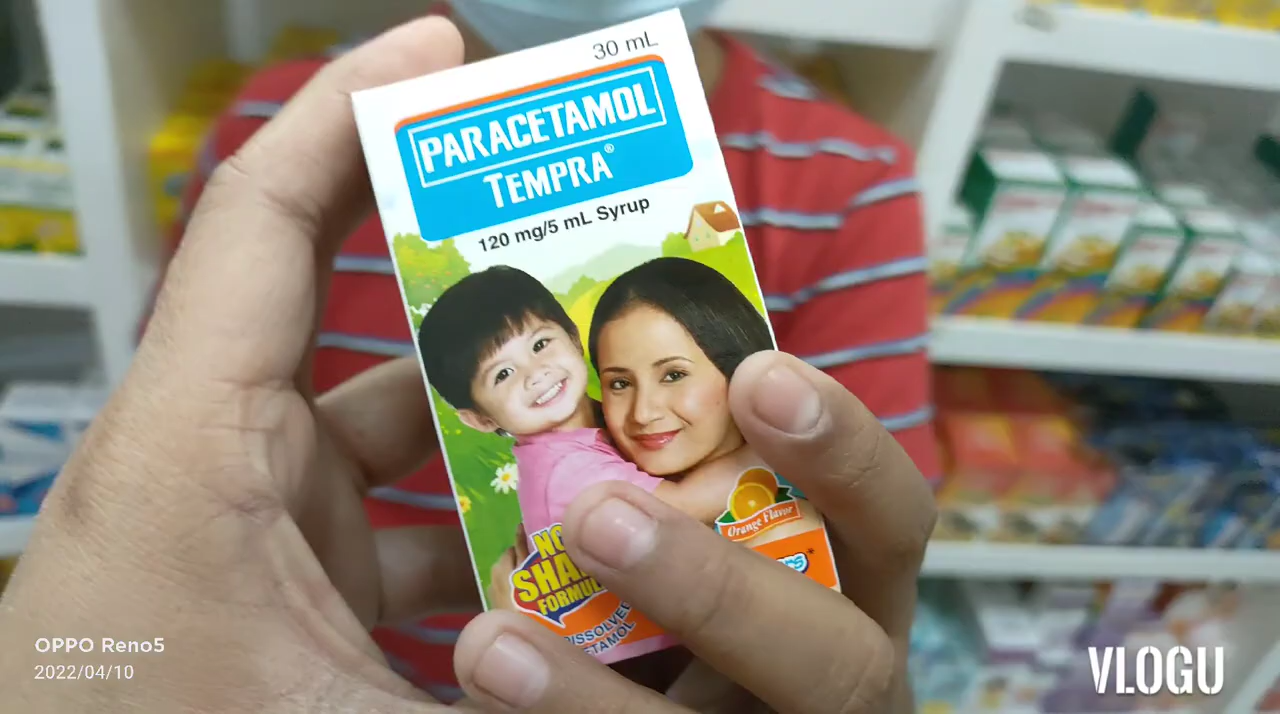 30 mL
PARACETAMOL
TEMPRA®
120 mg/5 mL Syrup
Orange Flavor
FORMUL
OPPO Reno5
2022/04/10
VLOGU